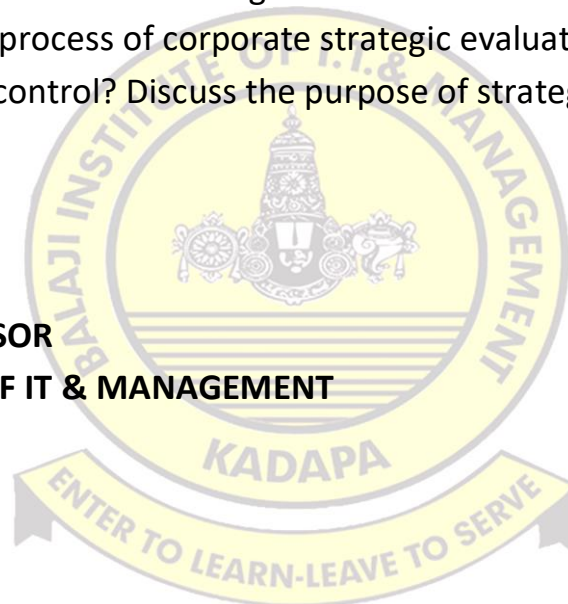 process of corporate strategic evaluat
control? Discuss the purpose of strateg
BALAJI INSTITUTE OF I.T.& MANAGEMENT
SOR
F IT & MANAGEMENT
KADAPA
ENTER TO LEARN-LEAVE TO SERVE